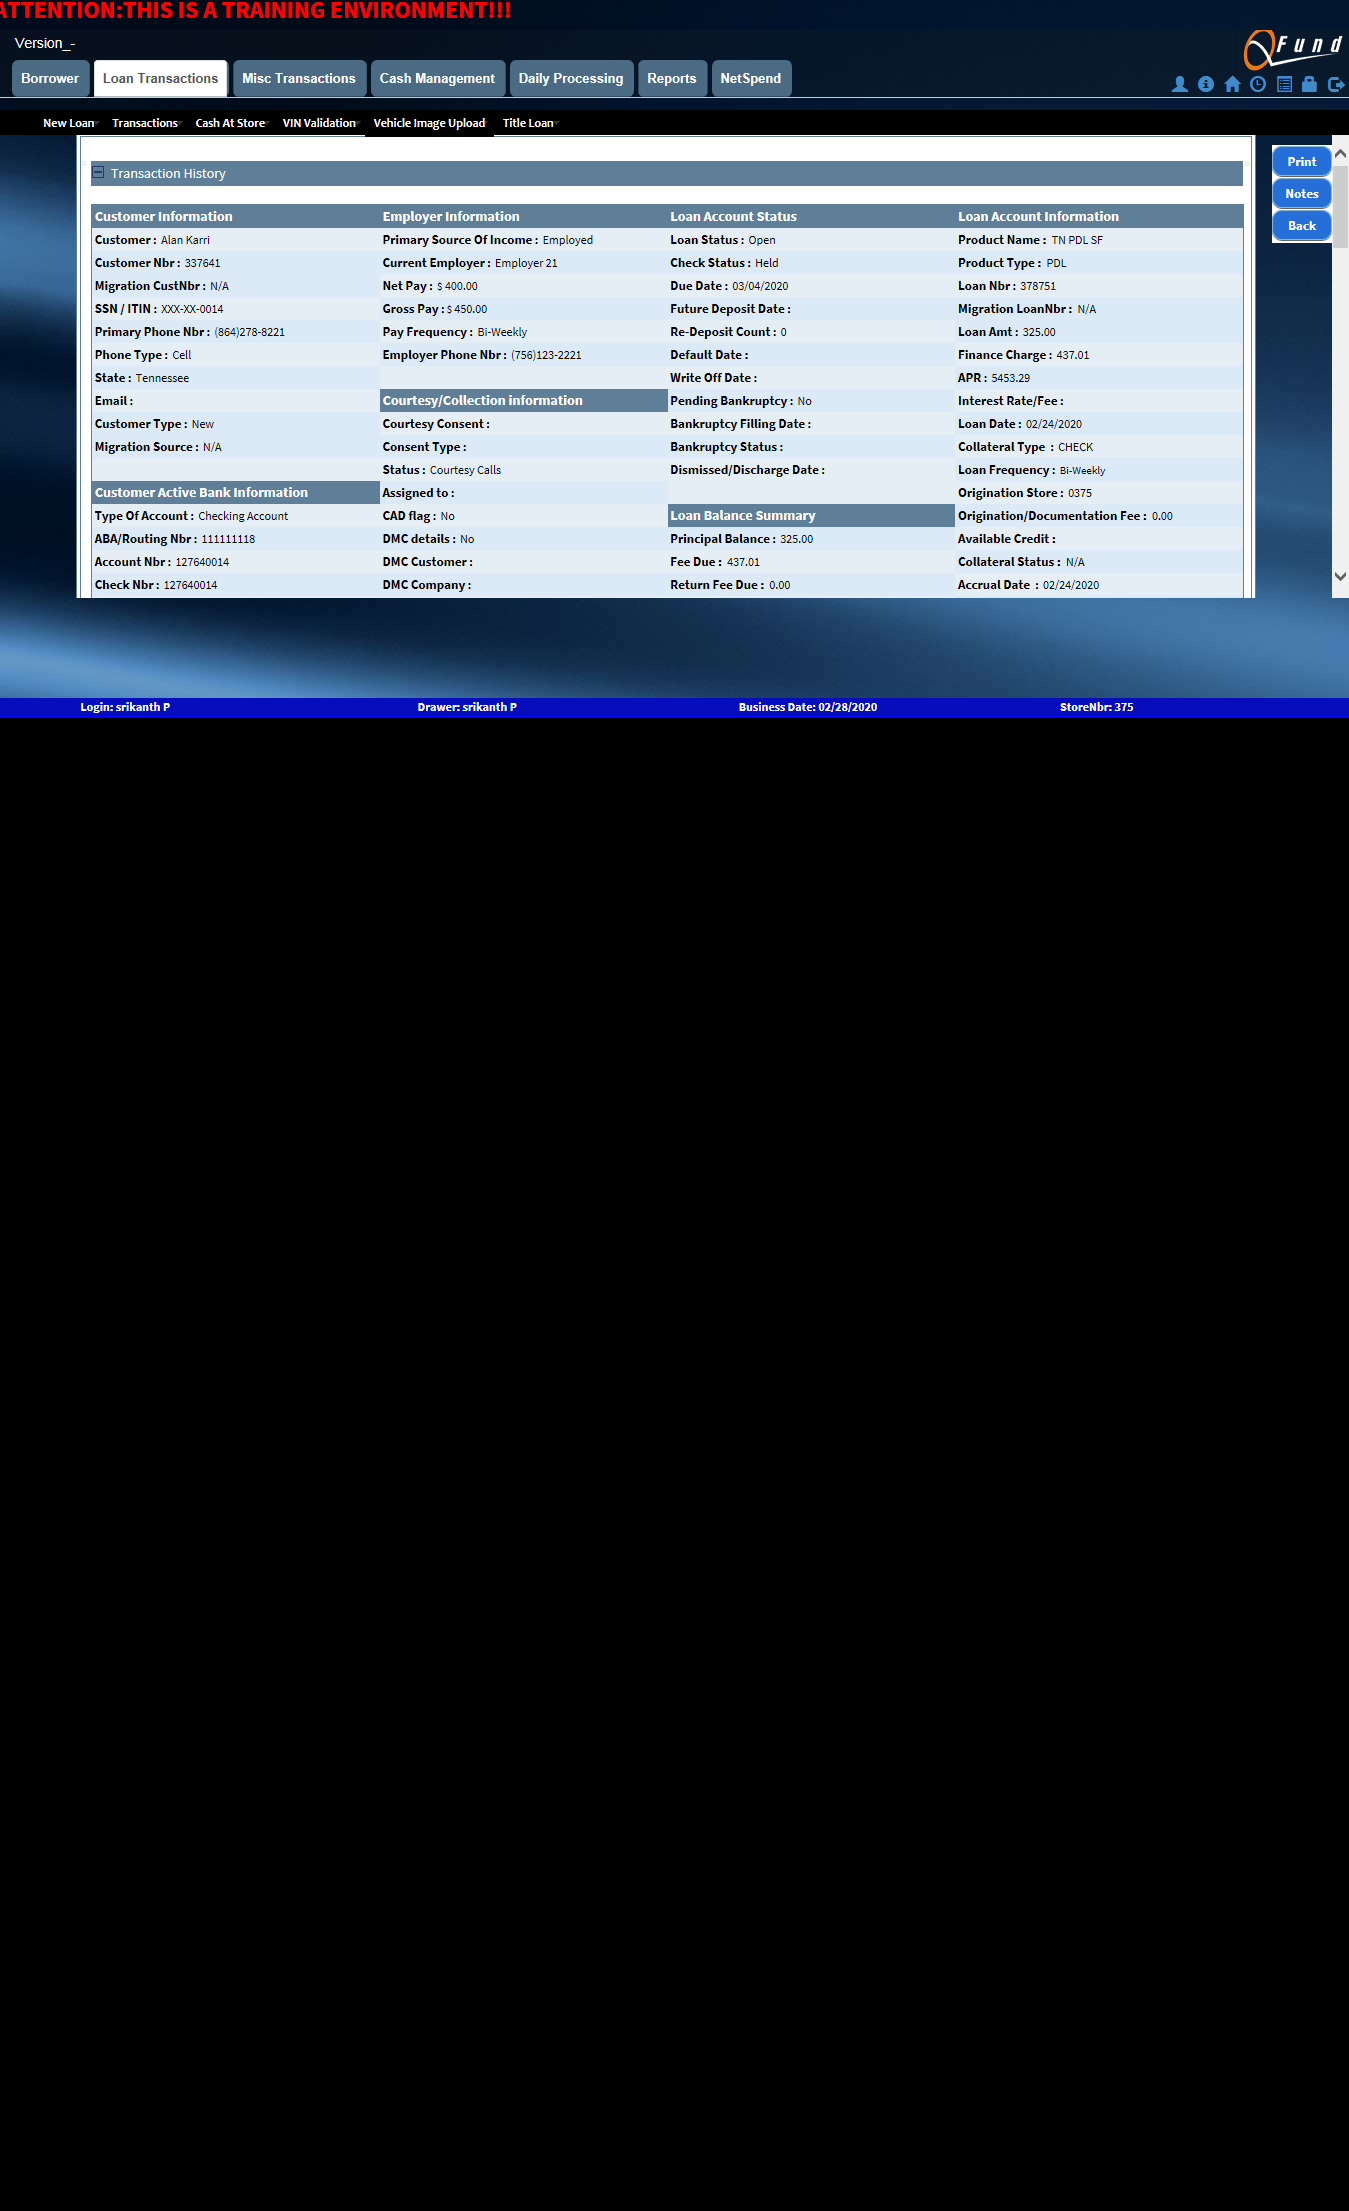 ATTENTION:THIS IS A TRAINING ENVIRONMENT!!!
Version_-
QFund
Borrower Loan Transactions Misc Transactions Cash Management Daily Processing Reports NetSpend
New Loan Transactions Cash At Store VIN Validation Vehicle Image Upload Title Loan
Print
Notes
Back
Transaction History
Customer Information Employer Information Loan Account Status Loan Account Information
Customer : Alan Karri Primary Source Of Income : Employed Loan Status : Open Product Name : TN PDL SF
Customer Nbr : 337641 Current Employer : Employer 21 Check Status : Held Product Type : PDL
Migration CustNbr : N/A Net Pay : $ 400.00 Due Date : 03/04/2020 Loan Nbr : 378751
SSN / ITIN : XXX-XX-0014 Gross Pay : $ 450.00 Future Deposit Date : Migration LoanNbr : N/A
Primary Phone Nbr : (864)278-8221 Pay Frequency : Bi-Weekly Re-Deposit Count : 0 Loan Amt : 325.00
Phone Type : Cell Employer Phone Nbr : (756)123-2221 Default Date : Finance Charge : 437.01
State : Tennessee Write Off Date : APR : 5453.29
Email : Courtesy/Collection information Pending Bankruptcy : No Interest Rate/Fee :
Customer Type : New Courtesy Consent : Bankruptcy Filling Date : Loan Date : 02/24/2020
Migration Source : N/A Consent Type : Bankruptcy Status : Collateral Type : CHECK
Status : Courtesy Calls Dismissed/Discharge Date : Loan Frequency : Bi-Weekly
Customer Active Bank Information Assigned to : Origination Store : 0375
Type Of Account : Checking Account CAD flag : No Loan Balance Summary Origination/Documentation Fee : 0.00
ABA/Routing Nbr : 111111118 DMC details : No Principal Balance : 325.00 Available Credit :
Account Nbr : 127640014 DMC Customer : Fee Due : 437.01 Collateral Status : N/A
Check Nbr : 127640014 DMC Company : Return Fee Due : 0.00 Accrual Date : 02/24/2020
Login: srikanth P Drawer: srikanth P Business Date: 02/28/2020 StoreNbr: 375